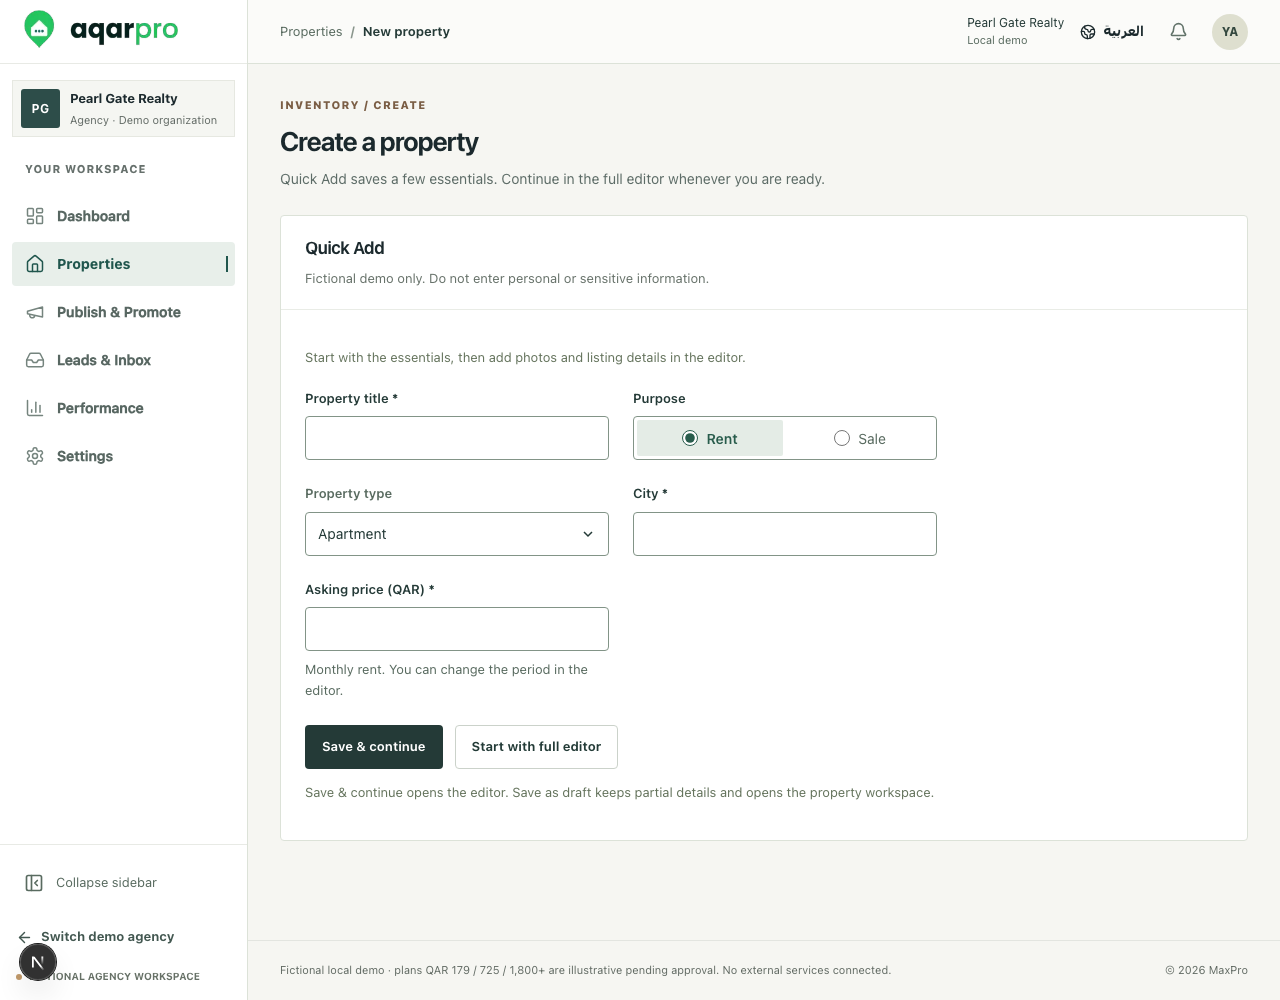 aqarpro
Properties / New property
Pearl Gate Realty
Local demo
العربية
YA
PG
Pearl Gate Realty
Agency · Demo organization
YOUR WORKSPACE
Dashboard
Properties
Publish & Promote
Leads & Inbox
Performance
Settings
Collapse sidebar
Switch demo agency
N
IONAL AGENCY WORKSPACE
INVENTORY / CREATE
Create a property
Quick Add saves a few essentials. Continue in the full editor whenever you are ready.
Quick Add
Fictional demo only. Do not enter personal or sensitive information.
Start with the essentials, then add photos and listing details in the editor.
Property title *
Purpose
Rent
Sale
Property type
City *
Apartment
Asking price (QAR) *
Monthly rent. You can change the period in the
editor.
Save & continue
Start with full editor
Save & continue opens the editor. Save as draft keeps partial details and opens the property workspace.
Fictional local demo · plans QAR 179 / 725 / 1,800+ are illustrative pending approval. No external services connected.
© 2026 MaxPro